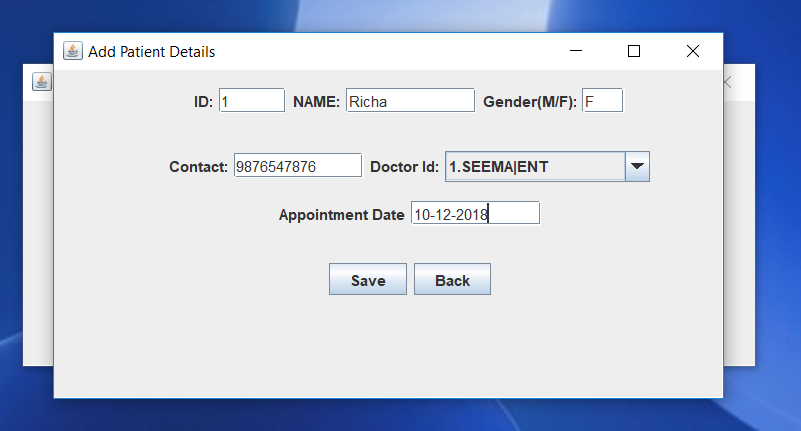 Add Patient Details
ID: 1 NAME: Richa Gender(M/F): F
Contact: 9876547876 Doctor Id: 1.SEEMA|ENT
Appointment Date 10-12-2018
Save Back